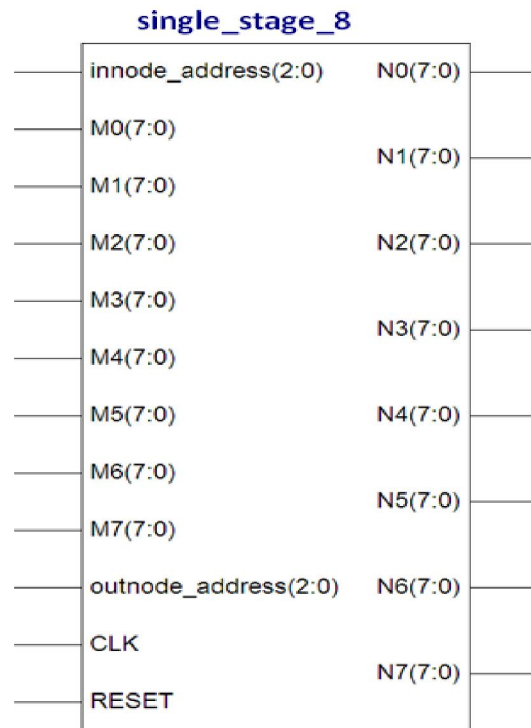 single_stage_8
innode_address(2:0) N0(7:0)
M0(7:0)
N1(7:0)
M1(7:0)
M2(7:0) N2(7:0)
M3(7:0)
N3(7:0)
M4(7:0)
M5(7:0) N4(7:0)
M6(7:0)
N5(7:0)
M7(7:0)
outnode_address(2:0) N6(7:0)
CLK
N7(7:0)
RESET